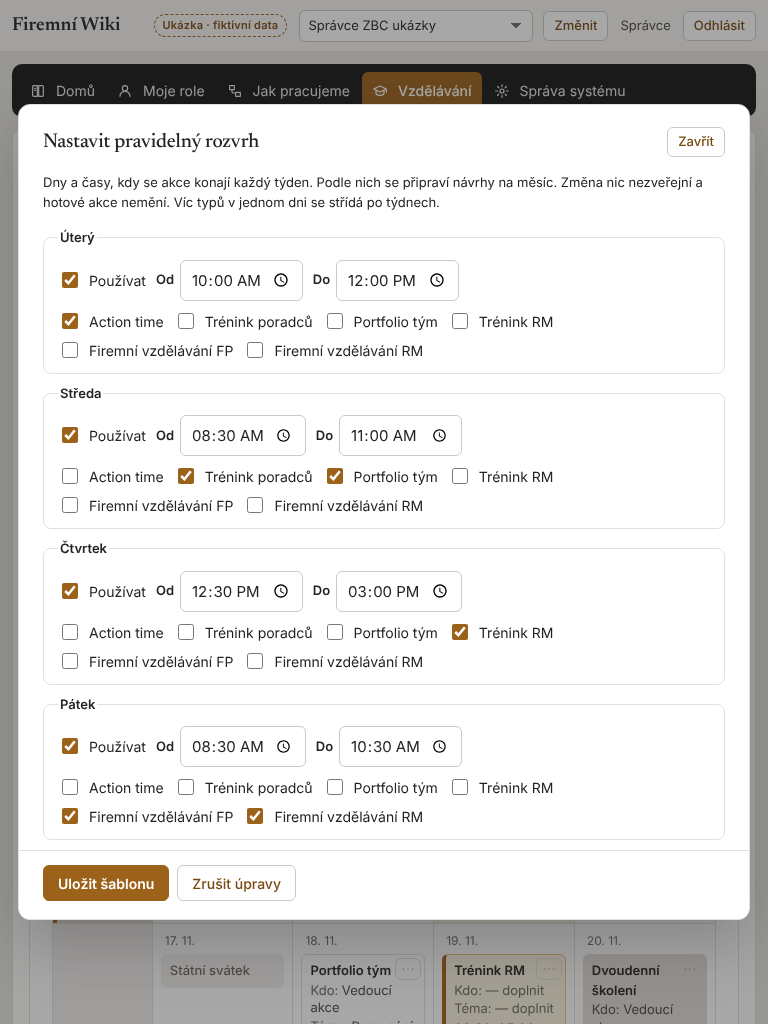 Firemní Wiki
Ukázka · fiktivní data
Správce ZBC ukázky
Změnit
Správce
Odhlásit
Domů
Moje role
Jak pracujeme
Vzdělávání
Správa systému
Nastavit pravidelný rozvrh
Zavřít
Dny a časy, kdy se akce konají každý týden. Podle nich se připraví návrhy na měsíc. Změna nic nezveřejní a
hotové akce nemění. Víc typů v jednom dni se střídá po týdnech.
Úterý
Používat Od 10:00 AM Do 12:00 PM
Action time Trénink poradců Portfolio tým Trénink RM
Firemní vzdělávání FP Firemní vzdělávání RM
Středa
Používat Od 08:30 AM Do 11:00 AM
Action time Trénink poradců Portfolio tým Trénink RM
Firemní vzdělávání FP Firemní vzdělávání RM
Čtvrtek
Používat Od 12:30 PM Do 03:00 PM
Action time Trénink poradců Portfolio tým Trénink RM
Firemní vzdělávání FP Firemní vzdělávání RM
Pátek
Používat Od 08:30 AM Do 10:30 AM
Action time Trénink poradců Portfolio tým Trénink RM
Firemní vzdělávání FP Firemní vzdělávání RM
Uložit šablonu
Zrušit úpravy
17. 11.
Státní svátek
18. 11.
Portfolio tým
Kdo: Vedoucí
akce
19. 11.
Trénink RM
Kdo: — doplnit
Téma: — doplnit
20. 11.
Dvoudenní
školení
Kdo: Vedoucí